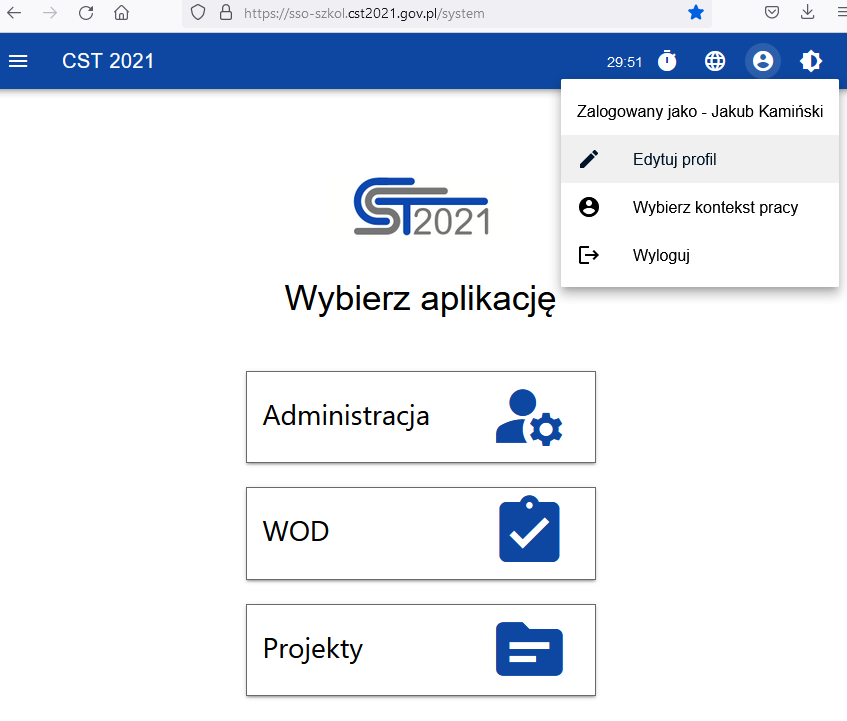 https://sso-szkol.cst2021.gov.pl/system
CST 2021
29:51
Zalogowany jako - Jakub Kamiński
Edytuj profil
Wybierz kontekst pracy
Wyloguj
CST2021
Wybierz aplikację
Administracja
WOD
Projekty